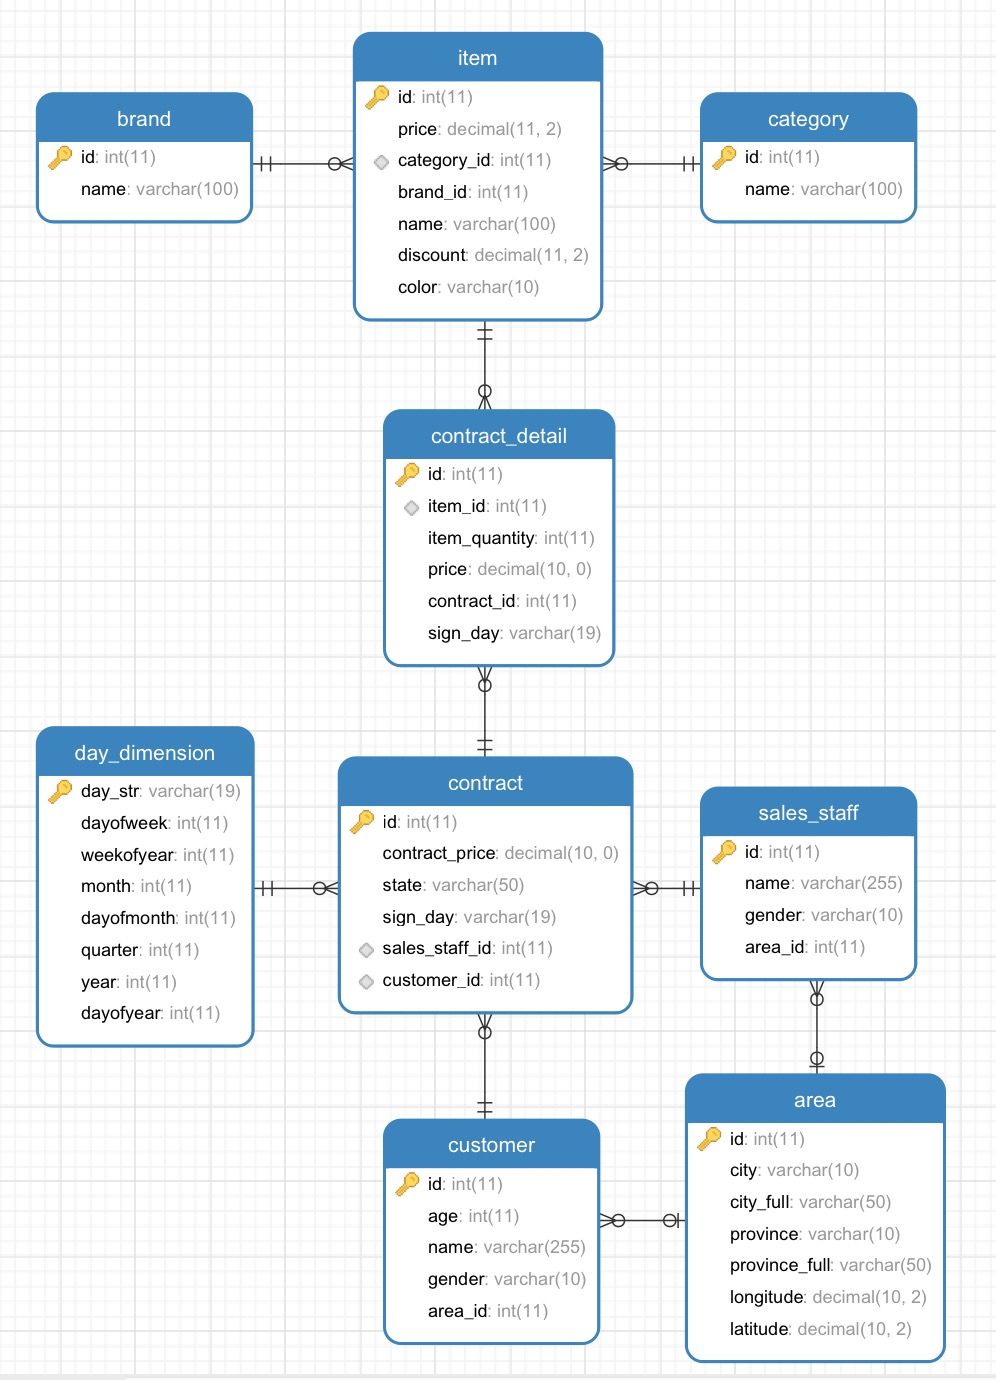 item
id: int(11)
price: decimal(11, 2)
category_id: int(11)
brand_id: int(11)
name: varchar(100)
discount: decimal(11, 2)
color: varchar(10)
brand
id: int(11)
name: varchar(100)
category
id: int(11)
name: varchar(100)
contract_detail
id: int(11)
item_id: int(11)
item_quantity: int(11)
price: decimal(10, 0)
contract_id: int(11)
sign_day: varchar(19)
day_dimension
day_str: varchar(19)
dayofweek: int(11)
weekofyear: int(11)
month: int(11)
dayofmonth: int(11)
quarter: int(11)
year: int(11)
dayofyear: int(11)
contract
id: int(11)
contract_price: decimal(10, 0)
state: varchar(50)
sign_day: varchar(19)
sales_staff_id: int(11)
customer_id: int(11)
sales_staff
id: int(11)
name: varchar(255)
gender: varchar(10)
area_id: int(11)
customer
id: int(11)
age: int(11)
name: varchar(255)
gender: varchar(10)
area_id: int(11)
area
id: int(11)
city: varchar(10)
city_full: varchar(50)
province: varchar(10)
province_full: varchar(50)
longitude: decimal(10, 2)
latitude: decimal(10, 2)